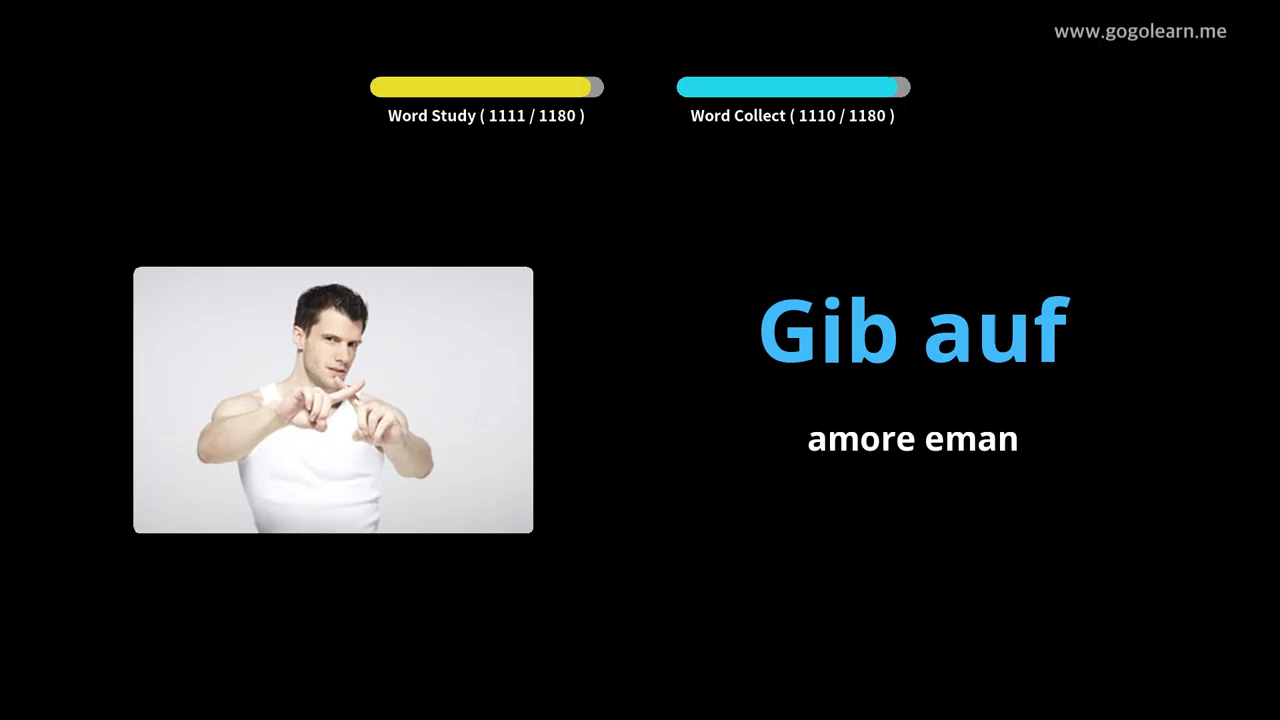 www.gogolearn.me
Word Study ( 1111 / 1180 )
Word Collect ( 1110 / 1180 )
Gib auf
amore eman